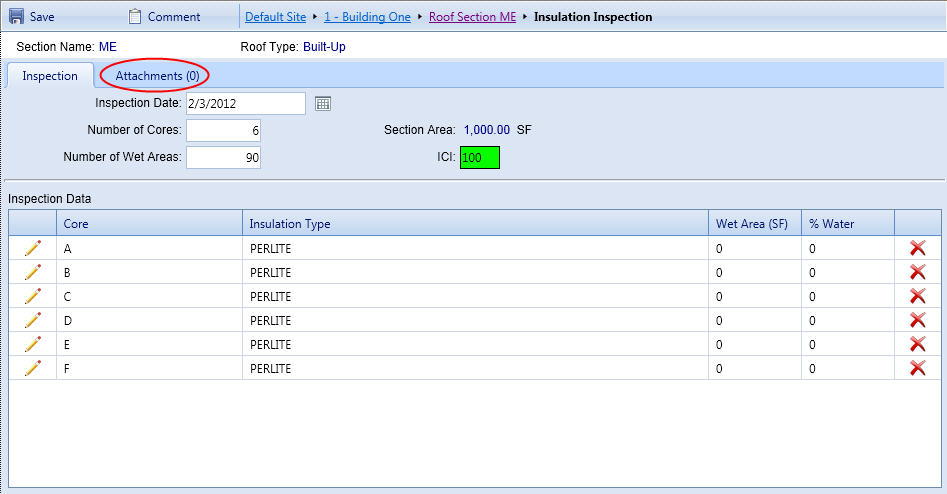 Save Comment Default Site 1 - Building One Roof Section ME Insulation Inspection
Section Name: ME Roof Type: Built-Up
Inspection Attachments (0)
Inspection Date: 2/3/2012
Number of Cores: 6 Section Area: 1,000.00 SF
Number of Wet Areas: 90 ICI: 100
Inspection Data
Core Insulation Type Wet Area (SF) % Water
A PERLITE 0 0
B PERLITE 0 0
C PERLITE 0 0
D PERLITE 0 0
E PERLITE 0 0
F PERLITE 0 0